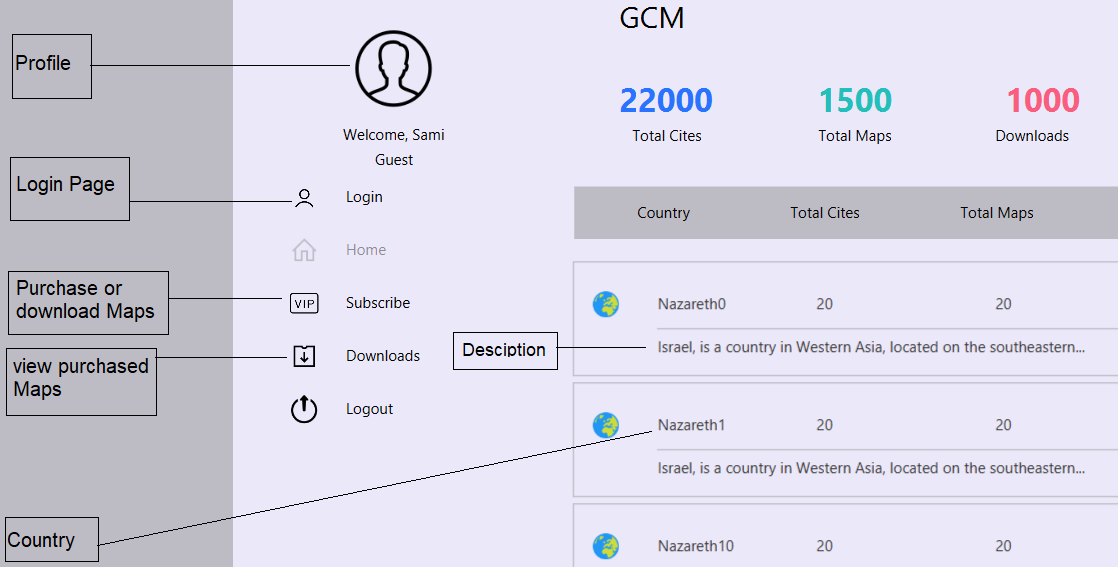 GCM
Profile
22000
1500
1000
Welcome, Sami
Total Cites
Total Maps
Downloads
Guest
Login Page
Login
Country
Total Cites
Total Maps
Home
Purchase or
download Maps
VIP
Subscribe
Nazareth0
20
20
view purchased
Maps
Downloads
Desciption
Israel, is a country in Western Asia, located on the southeastern...
Logout
Nazareth1
20
20
Israel, is a country in Western Asia, located on the southeastern...
Country
Nazareth10
20
20